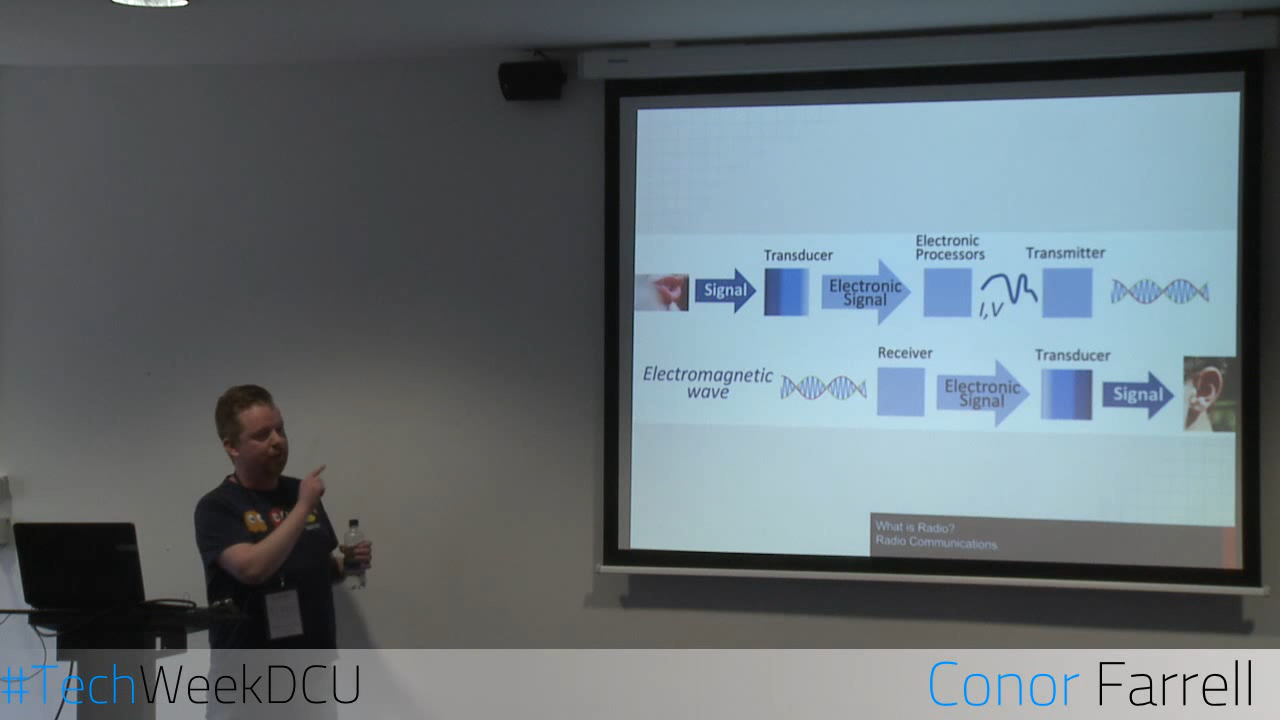 Transducer
Electronic
Processors
Transmitter
Signal
Electronic
Signal
I,V
Electromagnetic
wave
Receiver
Electronic
Signal
Transducer
Signal
What is Radio?
Radio Communications
#TechWeekDCU
Conor Farrell